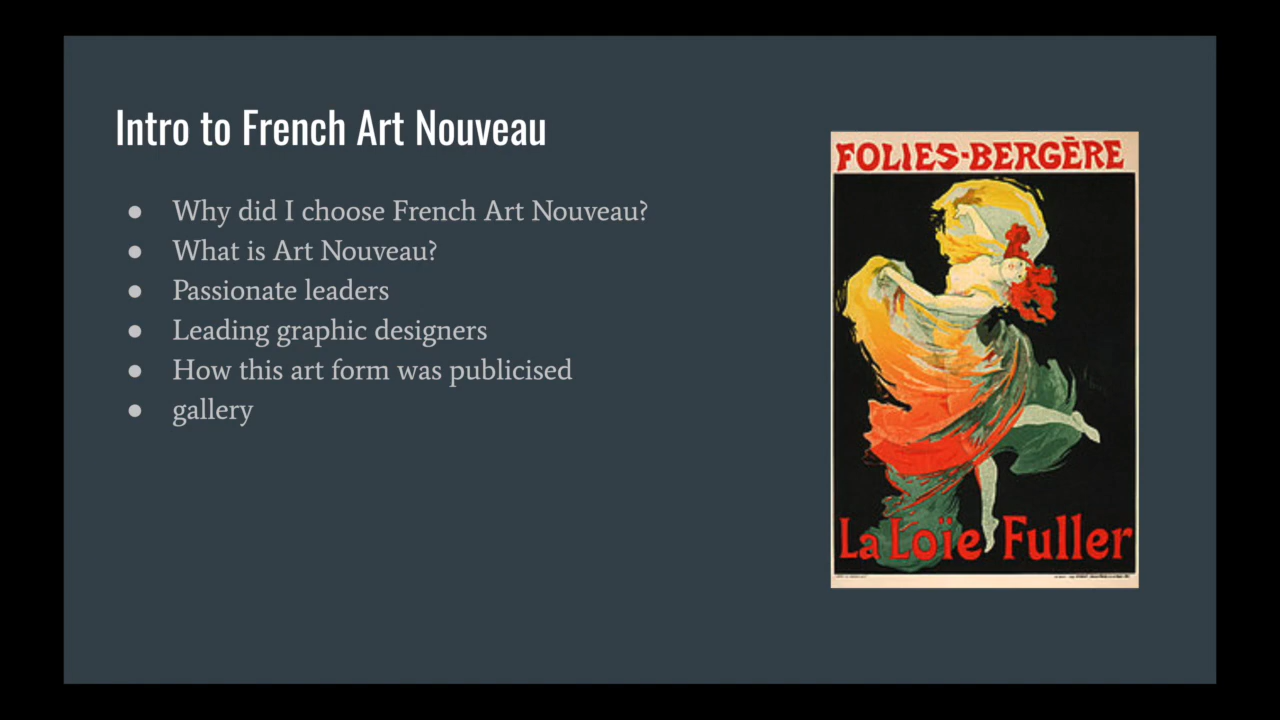 Intro to French Art Nouveau
● Why did I choose French Art Nouveau?
● What is Art Nouveau?
● Passionate leaders
● Leading graphic designers
● How this art form was publicised
● gallery
FOLIES-BERGÈRE
La Loïe Fuller